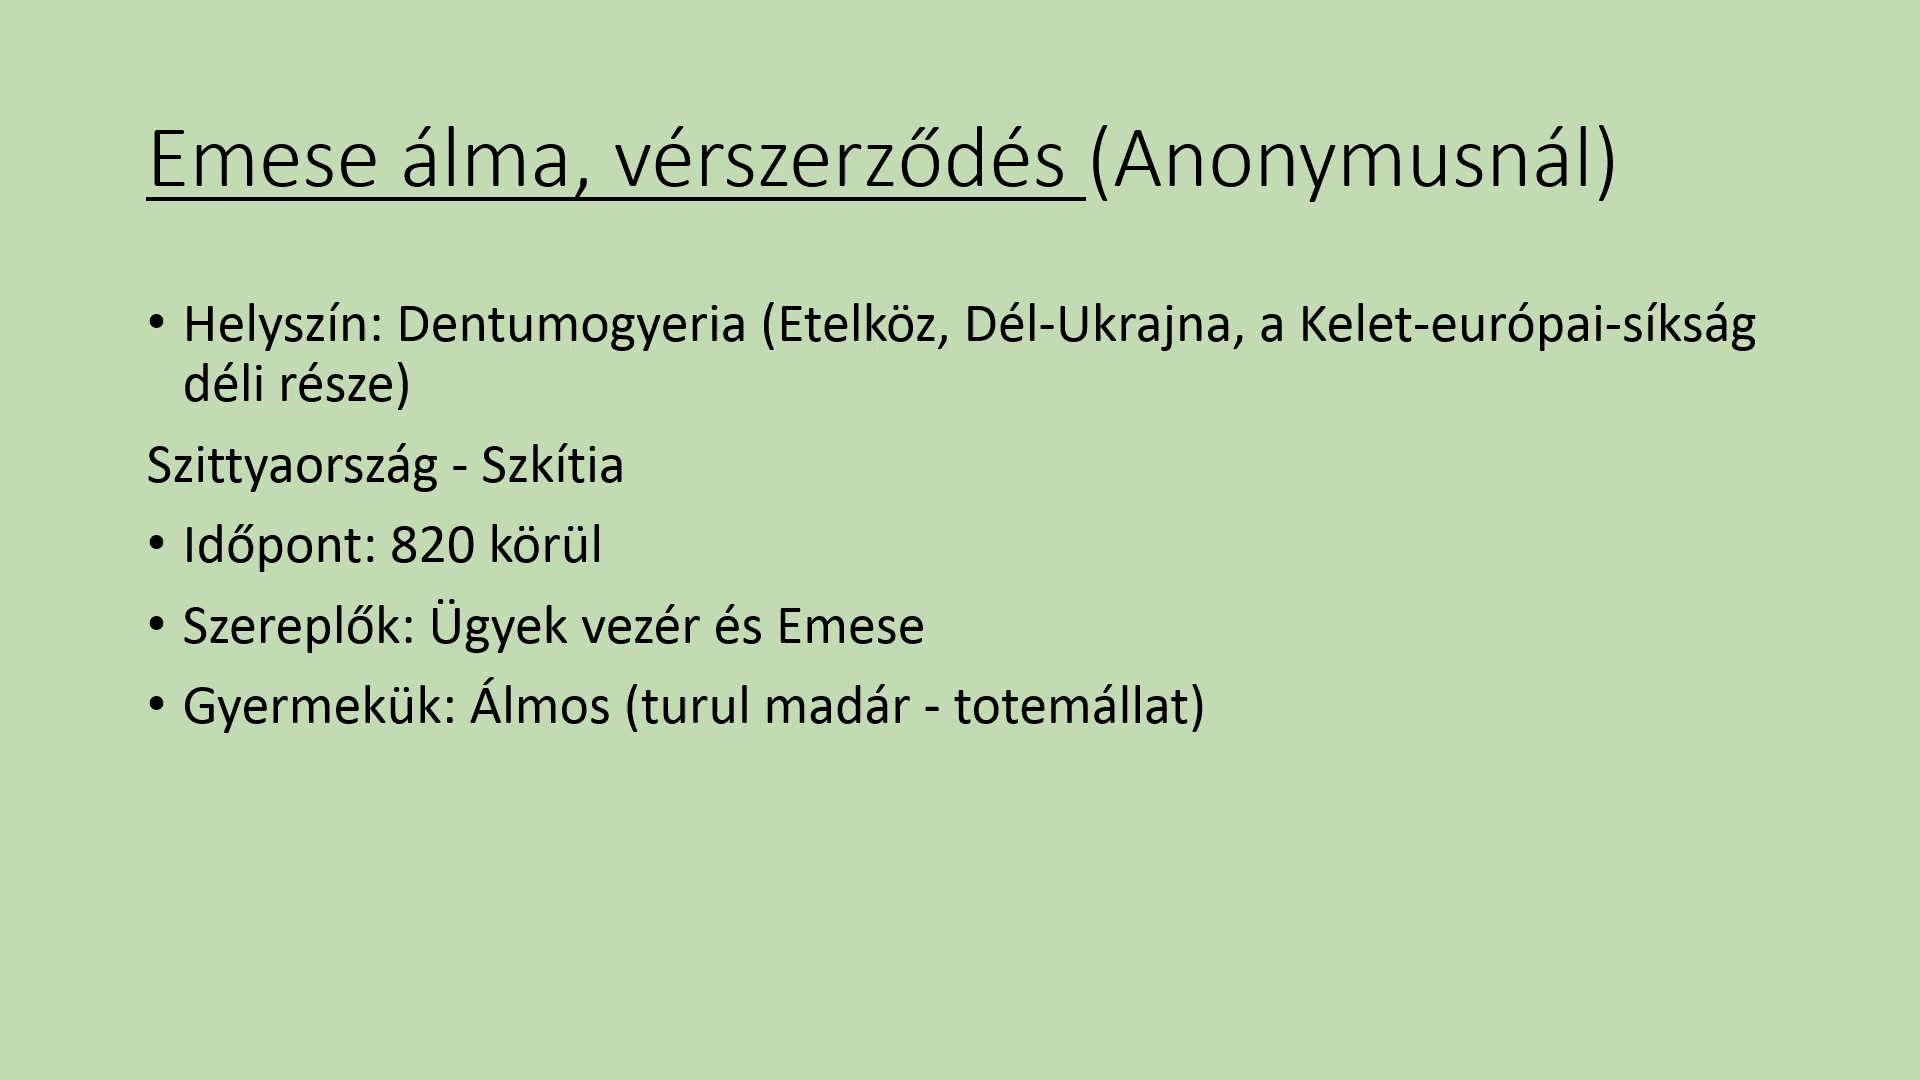 Emese álma, vérszerződés (Anonymusnál)
• Helyszín: Dentumogyeria (Etelköz, Dél-Ukrajna, a Kelet-európai-síkság
déli része)
Szittyaország - Szkítia
• Időpont: 820 körül
• Szereplők: Ügyek vezér és Emese
• Gyermekük: Álmos (turul madár - totemállat)